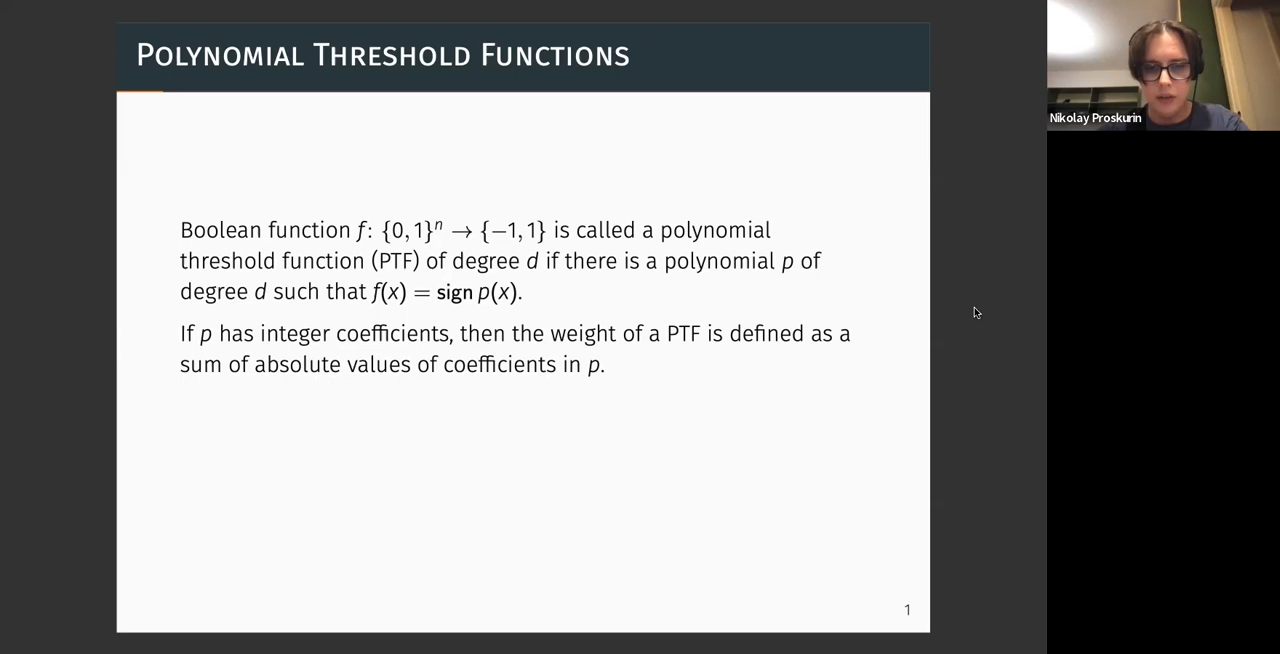 POLYNOMIAL THRESHOLD FUNCTIONS
Nikolay Proskurin
Boolean function f: {0, 1}ⁿ → {−1, 1} is called a polynomial
threshold function (PTF) of degree d if there is a polynomial p of
degree d such that f(x) = sign p(x).
If p has integer coefficients, then the weight of a PTF is defined as a
sum of absolute values of coefficients in p.
1